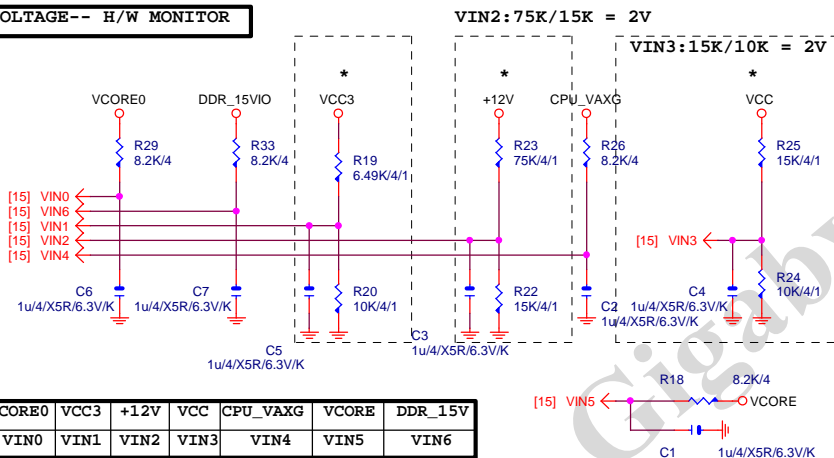 OLTAGE-- H/W MONITOR
VIN2:75K/15K = 2V
VIN3:15K/10K = 2V
* * *
VCORE0 DDR_15VIO VCC3 +12V CPU_VAXG VCC
R29 8.2K/4
R33 8.2K/4
R19 6.49K/4/1
R23 75K/4/1
R26 8.2K/4
R25 15K/4/1
[15] VIN0
[15] VIN6
[15] VIN1
[15] VIN2
[15] VIN4
[15] VIN3
C6 1u/4/X5R/6.3V/K
C7 1u/4/X5R/6.3V/K
R20 10K/4/1
C5 1u/4/X5R/6.3V/K
R22 15K/4/1
C3 1u/4/X5R/6.3V/K
C2 1u/4/X5R/6.3V/K
C4 1u/4/X5R/6.3V/K
R24 10K/4/1
CORE0 VCC3 +12V VCC CPU_VAXG VCORE DDR_15V
VIN0 VIN1 VIN2 VIN3 VIN4 VIN5 VIN6
[15] VIN5
R18 8.2K/4
VCORE
C1 1u/4/X5R/6.3V/K
Gigaby